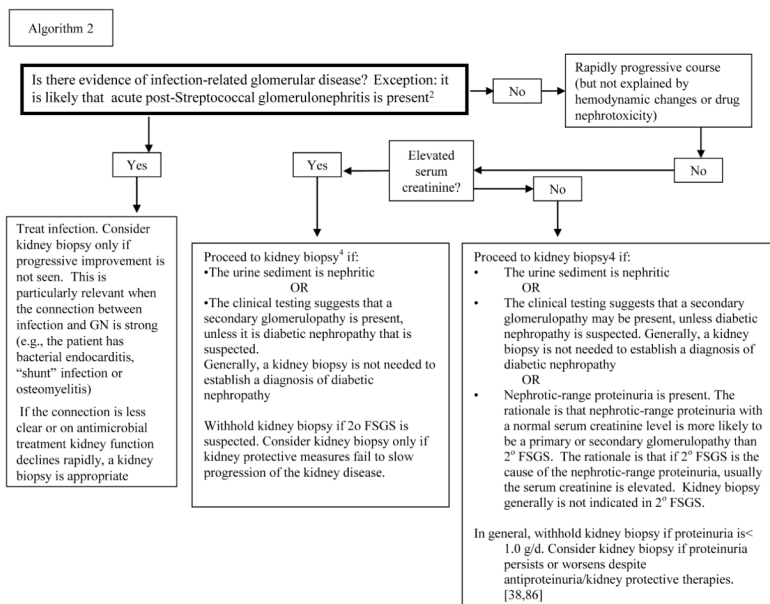 Algorithm 2
Is there evidence of infection-related glomerular disease? Exception: it
is likely that acute post-Streptococcal glomerulonephritis is present²
No
Rapidly progressive course
(but not explained by
hemodynamic changes or drug
nephrotoxicity)
Yes
Yes
Elevated
serum
creatinine?
No
No
Treat infection. Consider
kidney biopsy only if
progressive improvement is
not seen. This is
particularly relevant when
the connection between
infection and GN is strong
(e.g., the patient has
bacterial endocarditis,
“shunt” infection or
osteomyelitis)
If the connection is less
clear or on antimicrobial
treatment kidney function
declines rapidly, a kidney
biopsy is appropriate
Proceed to kidney biopsy⁴ if:
•The urine sediment is nephritic
OR
•The clinical testing suggests that a
secondary glomerulopathy is present,
unless it is diabetic nephropathy that is
suspected.
Generally, a kidney biopsy is not needed to
establish a diagnosis of diabetic
nephropathy
Withhold kidney biopsy if 2o FSGS is
suspected. Consider kidney biopsy only if
kidney protective measures fail to slow
progression of the kidney disease.
Proceed to kidney biopsy4 if:
• The urine sediment is nephritic
OR
• The clinical testing suggests that a secondary
glomerulopathy may be present, unless diabetic
nephropathy is suspected. Generally, a kidney
biopsy is not needed to establish a diagnosis of
diabetic nephropathy
OR
• Nephrotic-range proteinuria is present. The
rationale is that nephrotic-range proteinuria with
a normal serum creatinine level is more likely to
be a primary or secondary glomerulopathy than
2° FSGS. The rationale is that if 2° FSGS is the
cause of the nephrotic-range proteinuria, usually
the serum creatinine is elevated. Kidney biopsy
generally is not indicated in 2° FSGS.
In general, withhold kidney biopsy if proteinuria is<
1.0 g/d. Consider kidney biopsy if proteinuria
persists or worsens despite
antiproteinuria/kidney protective therapies.
[38,86]